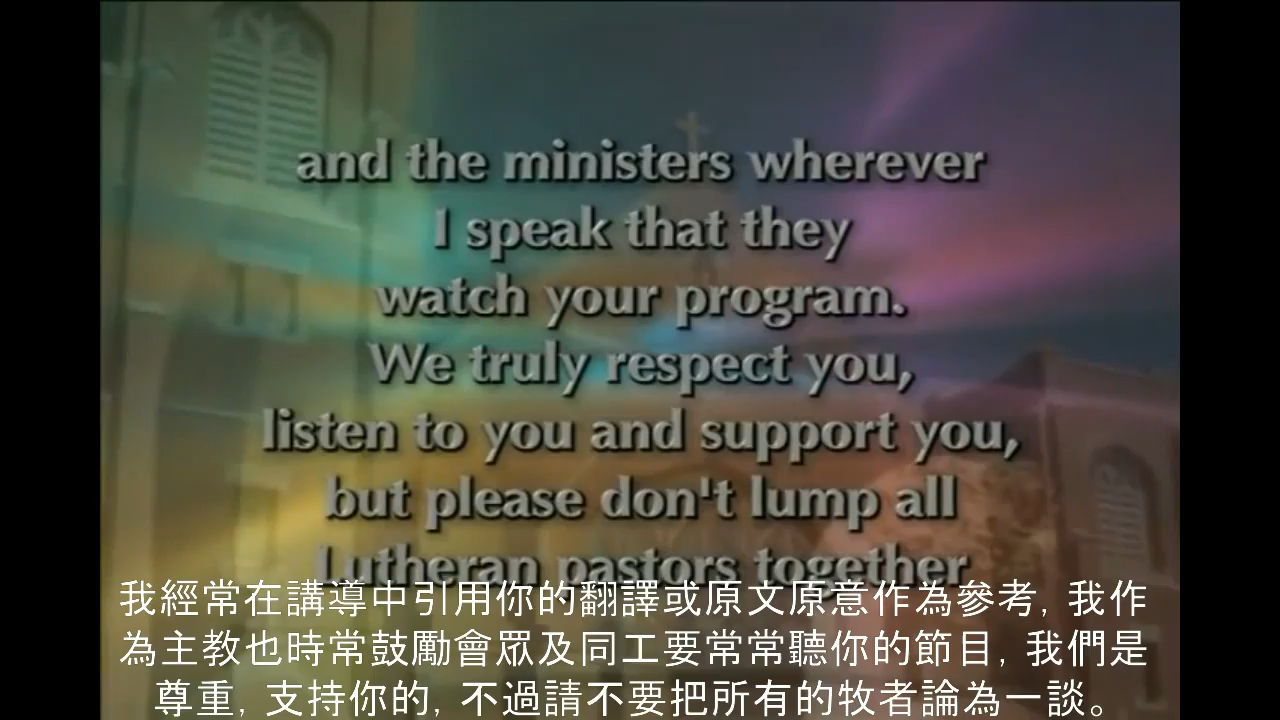 and the ministers wherever
I speak that they
watch your program.
We truly respect you,
listen to you and support you,
but please don't lump all
Lutheran pastors together
我經常在講導中引用你的翻譯或原文原意作為參考, 我作
為主教也時常鼓勵會眾及同工要常常聽你的節目, 我們是
尊重, 支持你的, 不過請不要把所有的牧者論為一談。